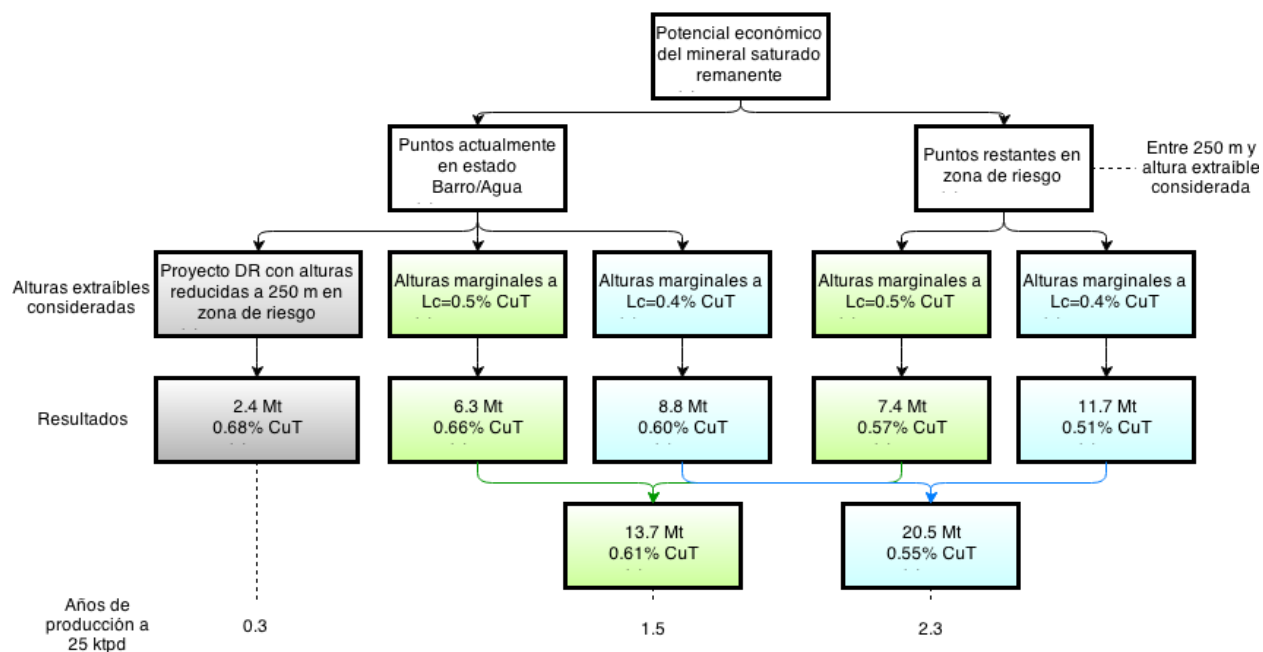 Potencial económico
del mineral saturado
remanente
Puntos actualmente
en estado
Barro/Agua
Puntos restantes en
zona de riesgo
Entre 250 m y
altura extraible
considerada
Alturas extraibles
consideradas
Proyecto DR con alturas
reducidas a 250 m en
zona de riesgo
Alturas marginales a
Lc=0.5% CuT
Alturas marginales a
Lc=0.4% CuT
Alturas marginales a
Lc=0.5% CuT
Alturas marginales a
Lc=0.4% CuT
Resultados
2.4 Mt
0.68% CuT
6.3 Mt
0.66% CuT
8.8 Mt
0.60% CuT
7.4 Mt
0.57% CuT
11.7 Mt
0.51% CuT
13.7 Mt
0.61% CuT
20.5 Mt
0.55% CuT
Años de
producción a
25 ktpd
0.3
1.5
2.3